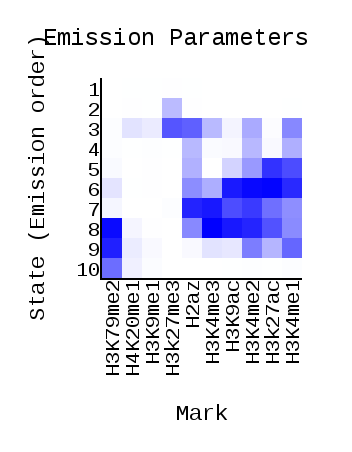 Emission Parameters
State (Emission order)
1
2
3
4
5
6
7
8
9
10
H3K79me2
H4K20me1
H3K9me1
H3k27me3
H2az
H3K4me3
H3K9ac
H3K4me2
H3k27ac
H3K4me1
Mark